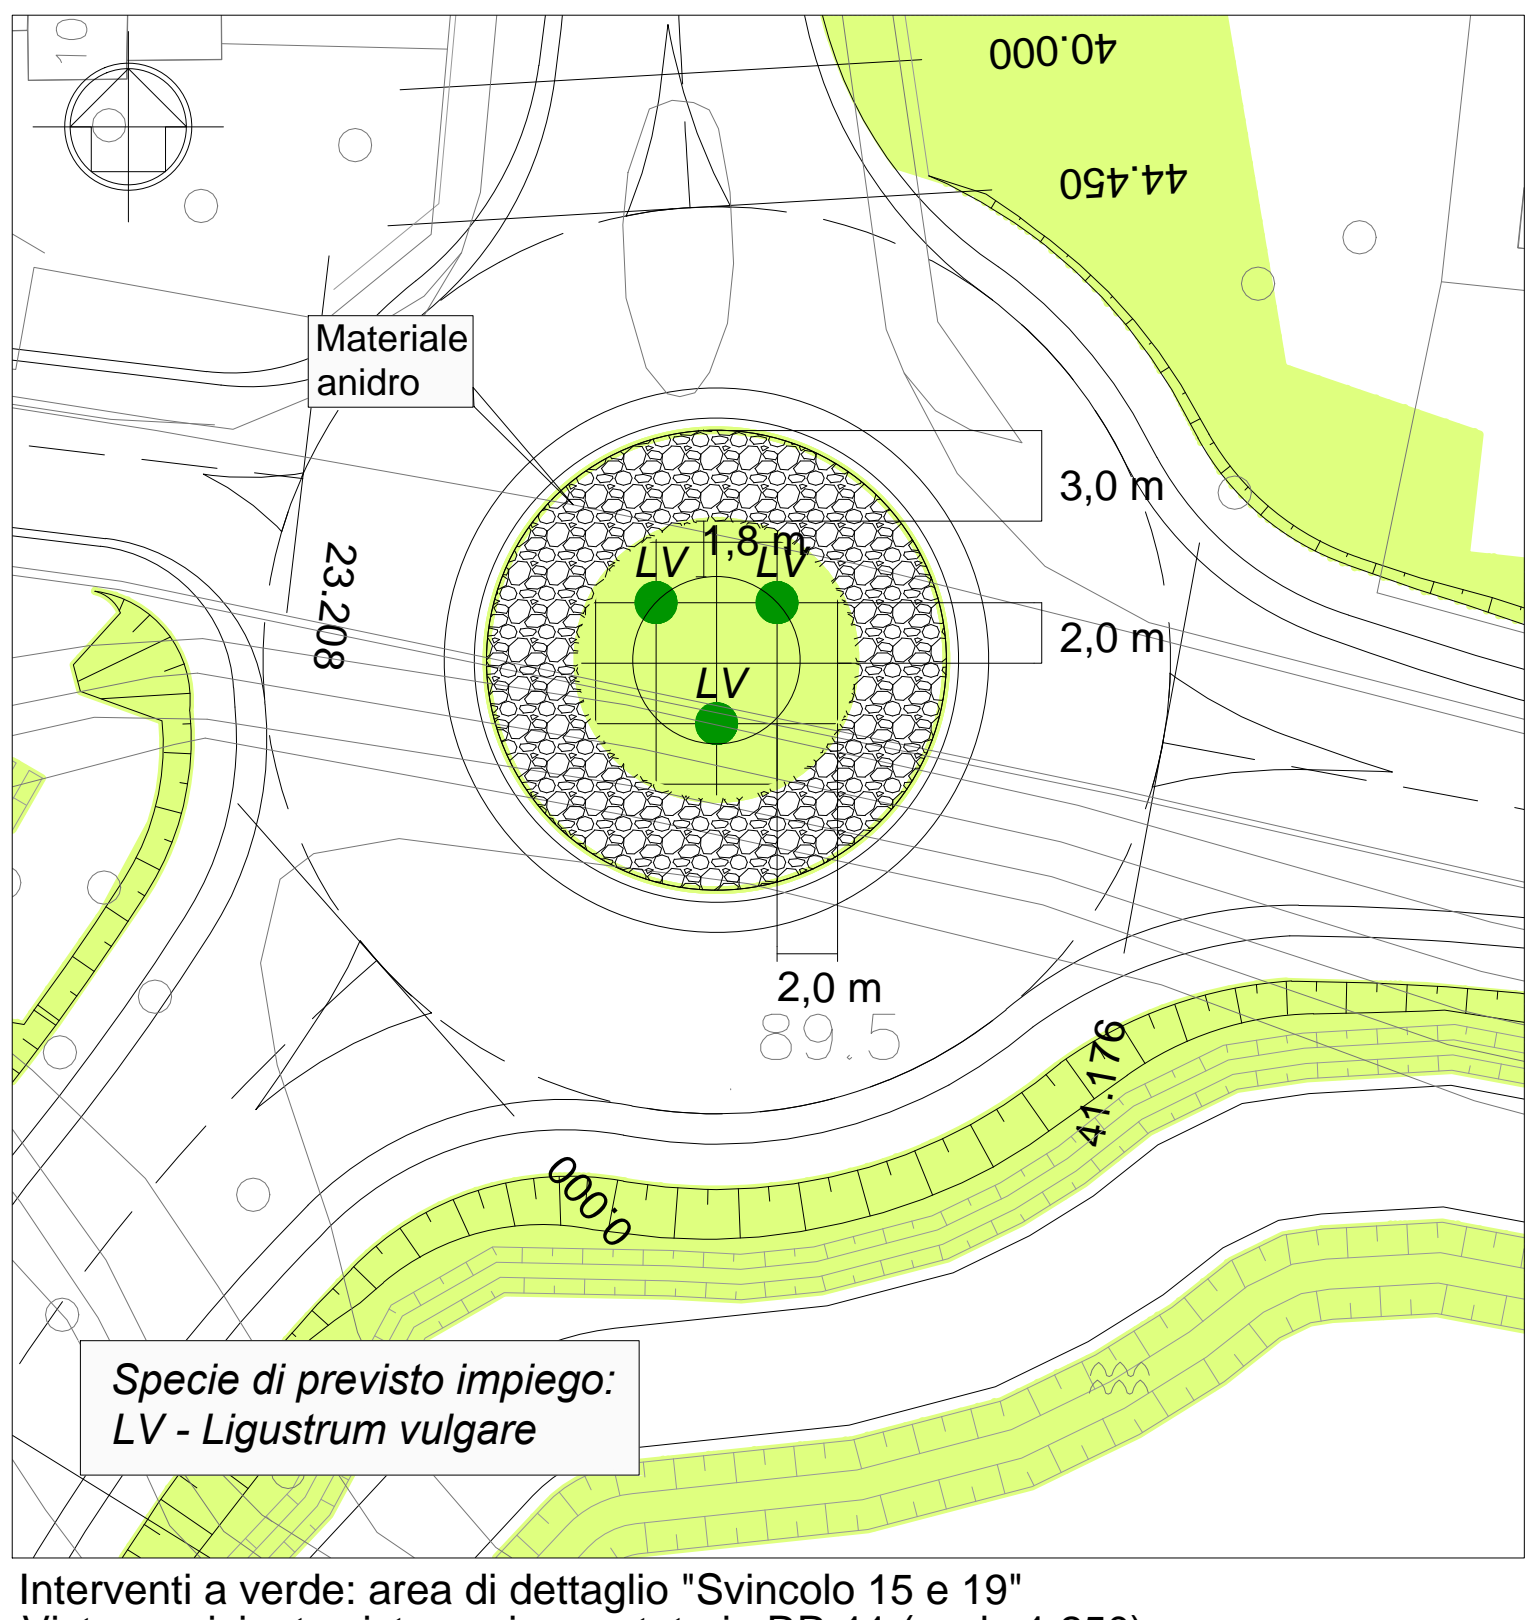 10
40.000
44.450
Materiale
anidro
3,0 m
1,8 m
LV
LV
23.208
2,0 m
LV
2,0 m
89.5
41.176
0.000
Specie di previsto impiego:
LV - Ligustrum vulgare
Interventi a verde: area di dettaglio "Svincolo 15 e 19"